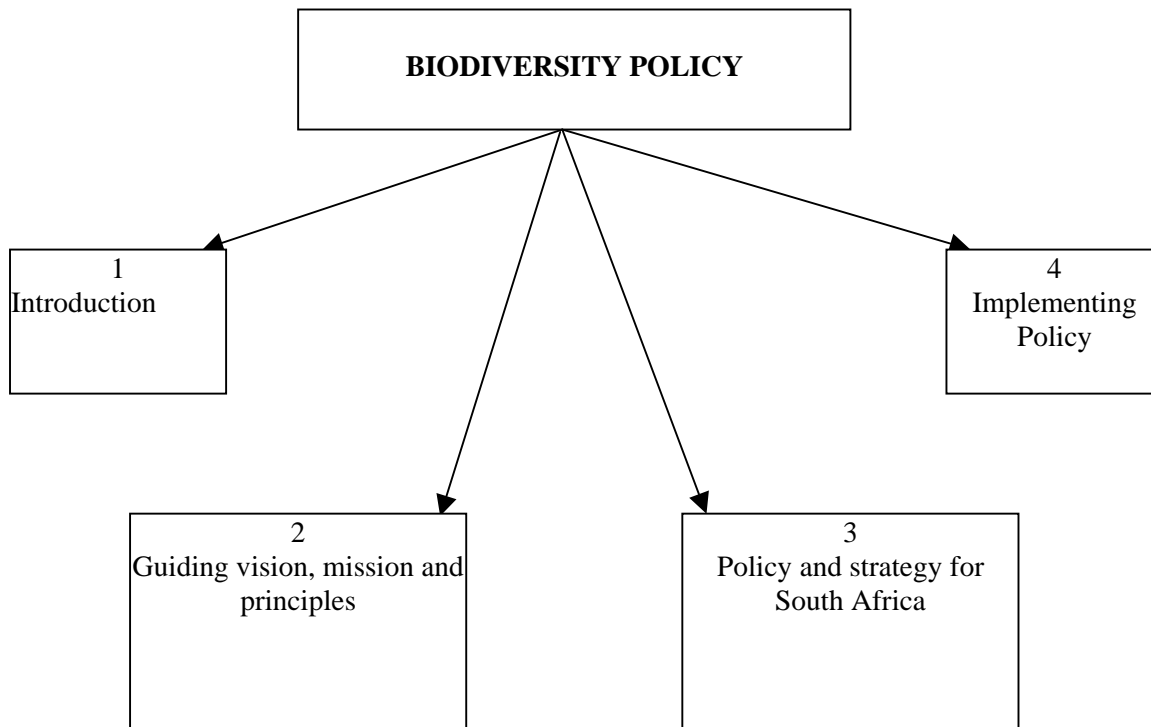 BIODIVERSITY POLICY
1
Introduction
4
Implementing
Policy
2
Guiding vision, mission and
principles
3
Policy and strategy for
South Africa